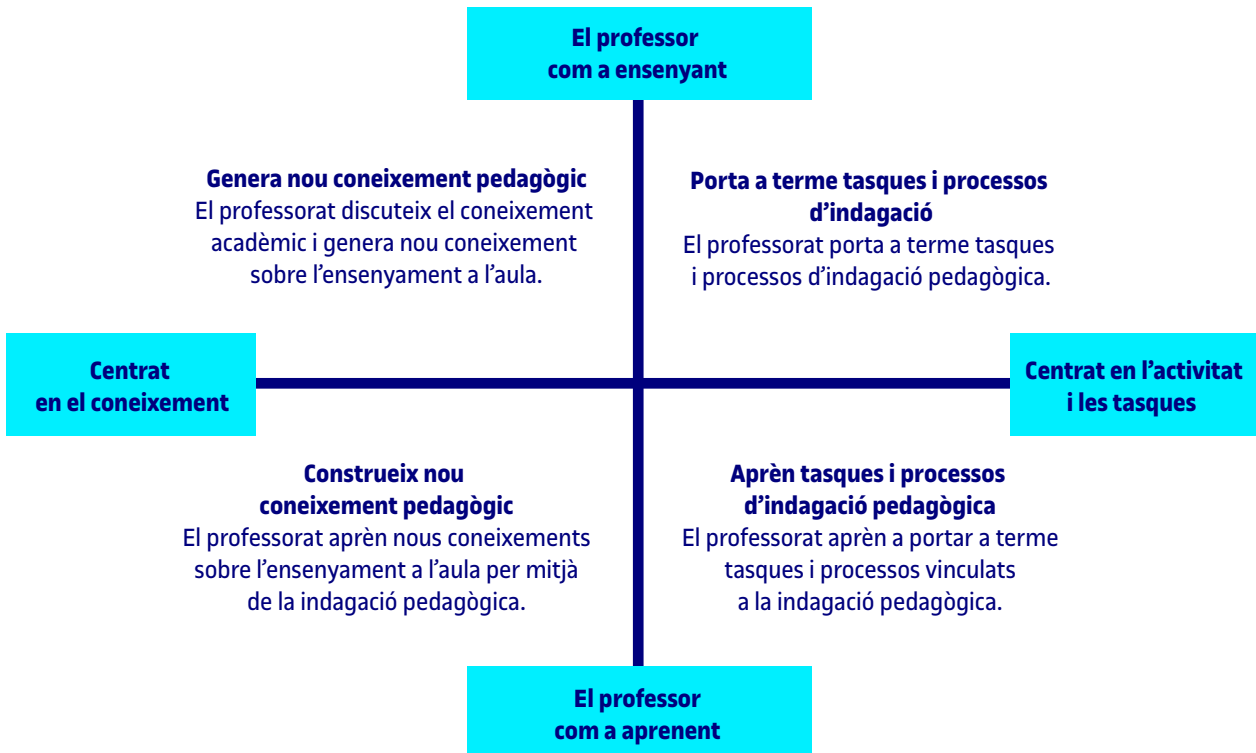 El professor
com a ensenyant
Genera nou coneixement pedagògic
El professorat discuteix el coneixement
acadèmic i genera nou coneixement
sobre l’ensenyament a l’aula.
Porta a terme tasques i processos
d’indagació
El professorat porta a terme tasques
i processos d’indagació pedagògica.
Centrat
en el coneixement
Centrat en l’activitat
i les tasques
Construeix nou
coneixement pedagògic
El professorat aprèn nous coneixements
sobre l’ensenyament a l’aula per mitjà
de la indagació pedagògica.
Aprèn tasques i processos
d’indagació pedagògica
El professorat aprèn a portar a terme
tasques i processos vinculats
a la indagació pedagògica.
El professor
com a aprenent